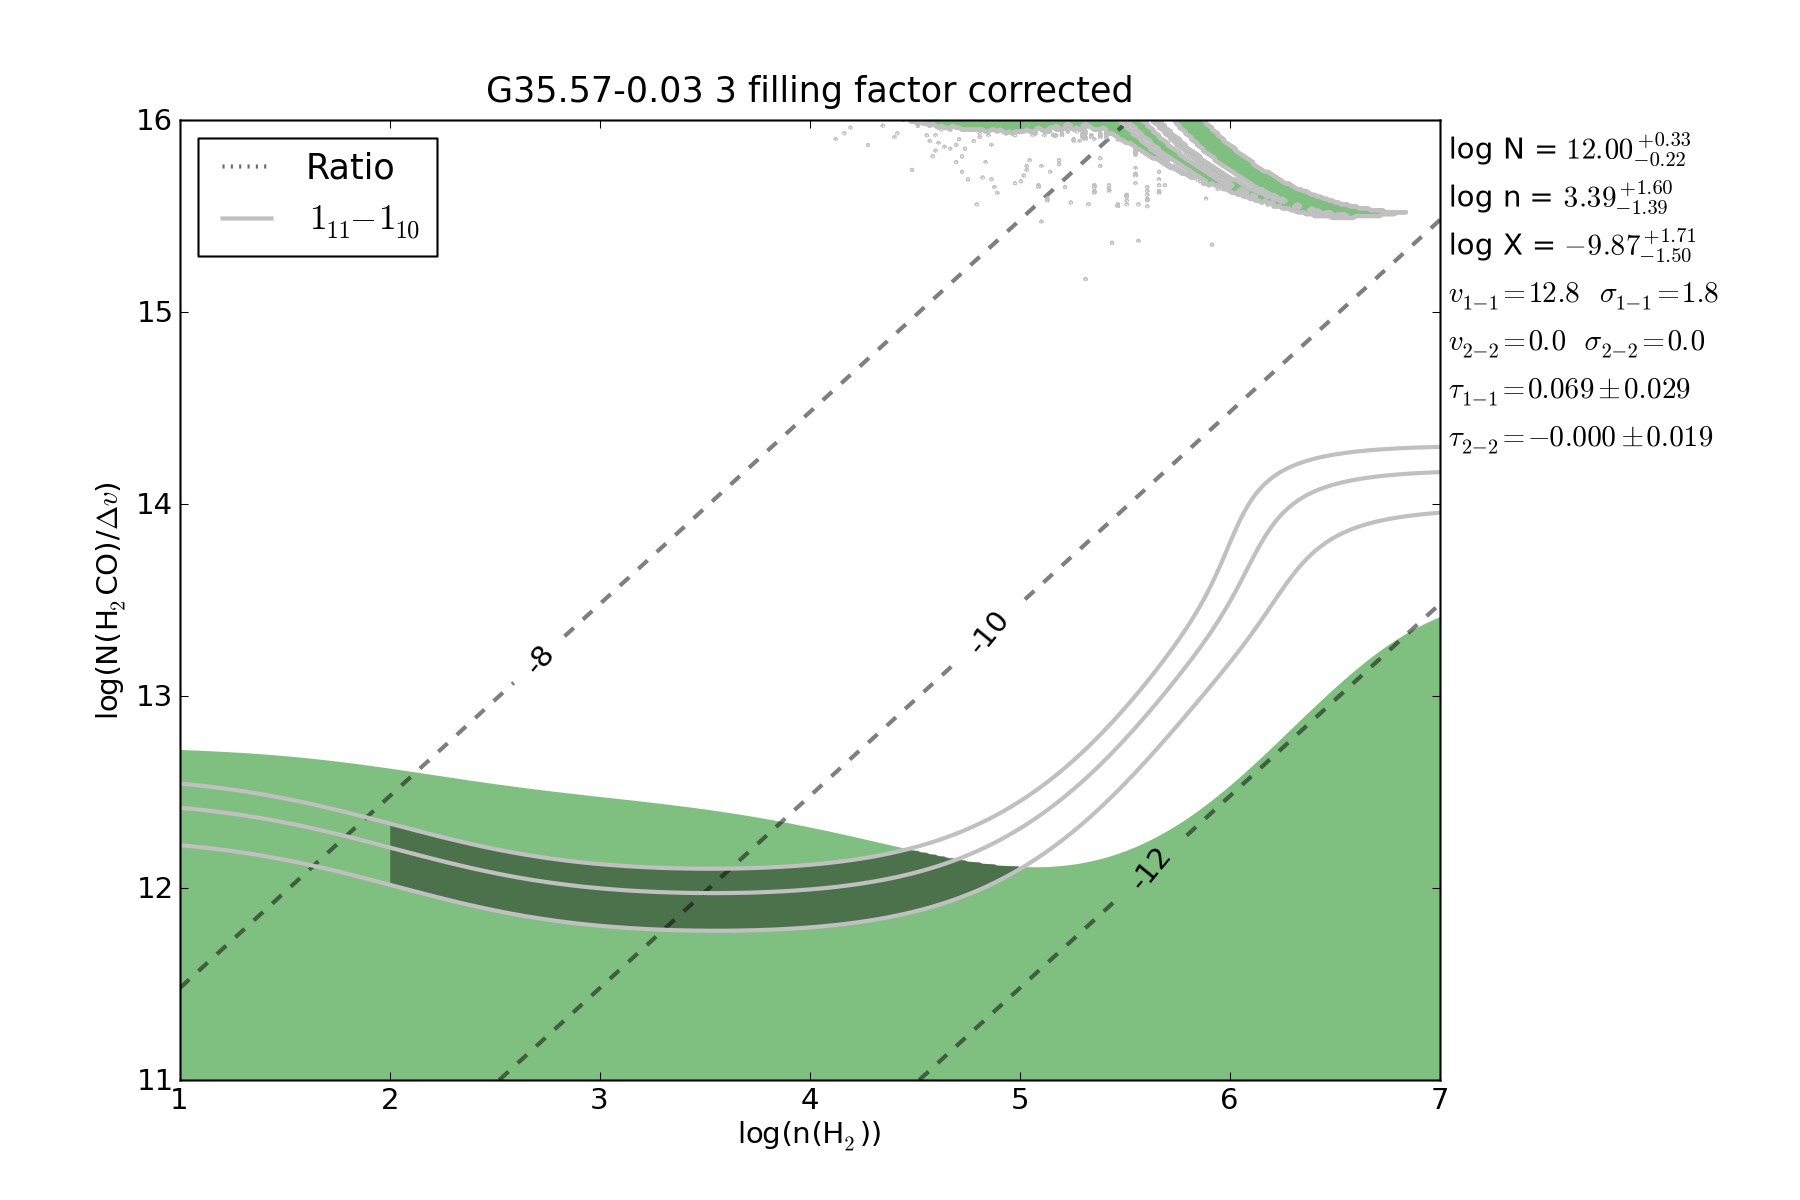 G35.57-0.03 3 filling factor corrected
Ratio
1₁₁−1₁₀
log N = 12.00^{+0.33}_{−0.22}
log n = 3.39^{+1.60}_{−1.39}
log X = −9.87^{+1.71}_{−1.50}
v₁₋₁=12.8 σ₁₋₁=1.8
v₂₋₂=0.0 σ₂₋₂=0.0
τ₁₋₁=0.069±0.029
τ₂₋₂=−0.000±0.019
log(N(H₂CO)/Δv)
16
15
14
13
12
11
-8
-10
-12
1 2 3 4 5 6 7
log(n(H₂))